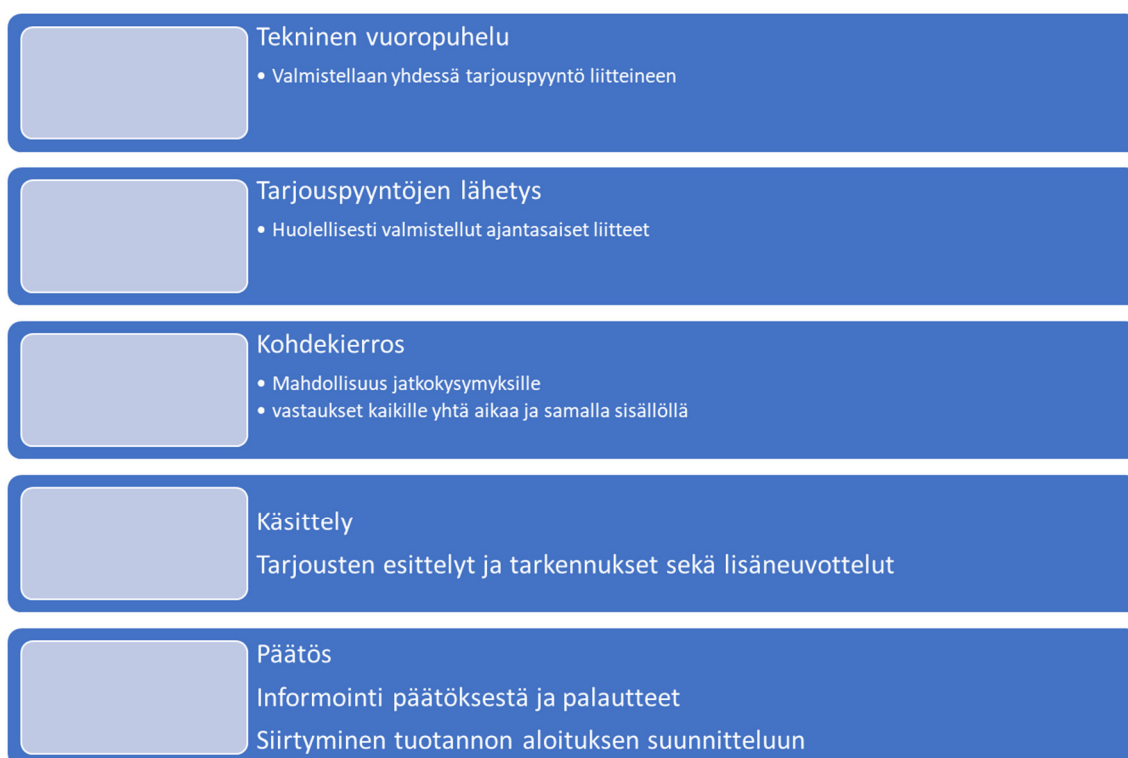 Tekninen vuoropuhelu
• Valmistellaan yhdessä tarjouspyyntö liitteineen
Tarjouspyyntöjen lähetys
• Huolellisesti valmistellut ajantasaiset liitteet
Kohdekierros
• Mahdollisuus jatkokysymyksille
• vastaukset kaikille yhtä aikaa ja samalla sisällöllä
Käsittely
Tarjousten esittelyt ja tarkennukset sekä lisäneuvottelut
Päätös
Informointi päätöksestä ja palautteet
Siirtyminen tuotannon aloituksen suunnitteluun